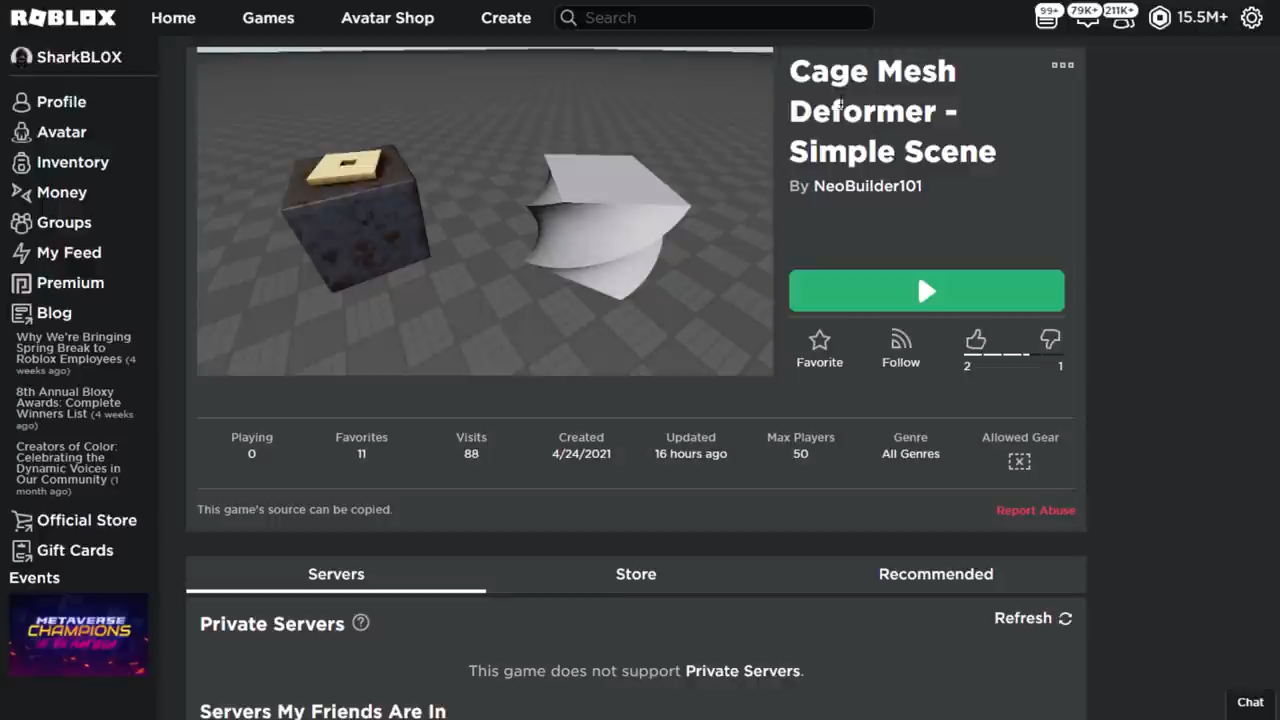 ROBLOX
Home
Games
Avatar Shop
Create
Search
99+
79K+
211K+
15.5M+
SharkBL0X
Profile
Avatar
Inventory
Money
Groups
My Feed
Premium
Blog
Why We're Bringing
Spring Break to
Roblox Employees (4
weeks ago)
8th Annual Bloxy
Awards: Complete
Winners List (4 weeks
ago)
Creators of Color:
Celebrating the
Dynamic Voices in
Our Community (1
month ago)
Official Store
Gift Cards
Events
METAVERSE
CHAMPIONS
Cage Mesh
Deformer -
Simple Scene
By NeoBuilder101
Favorite
Follow
2
1
Playing
0
Favorites
11
Visits
88
Created
4/24/2021
Updated
16 hours ago
Max Players
50
Genre
All Genres
Allowed Gear
This game's source can be copied.
Report Abuse
Servers
Store
Recommended
Private Servers
Refresh
This game does not support Private Servers.
Servers My Friends Are In
Chat